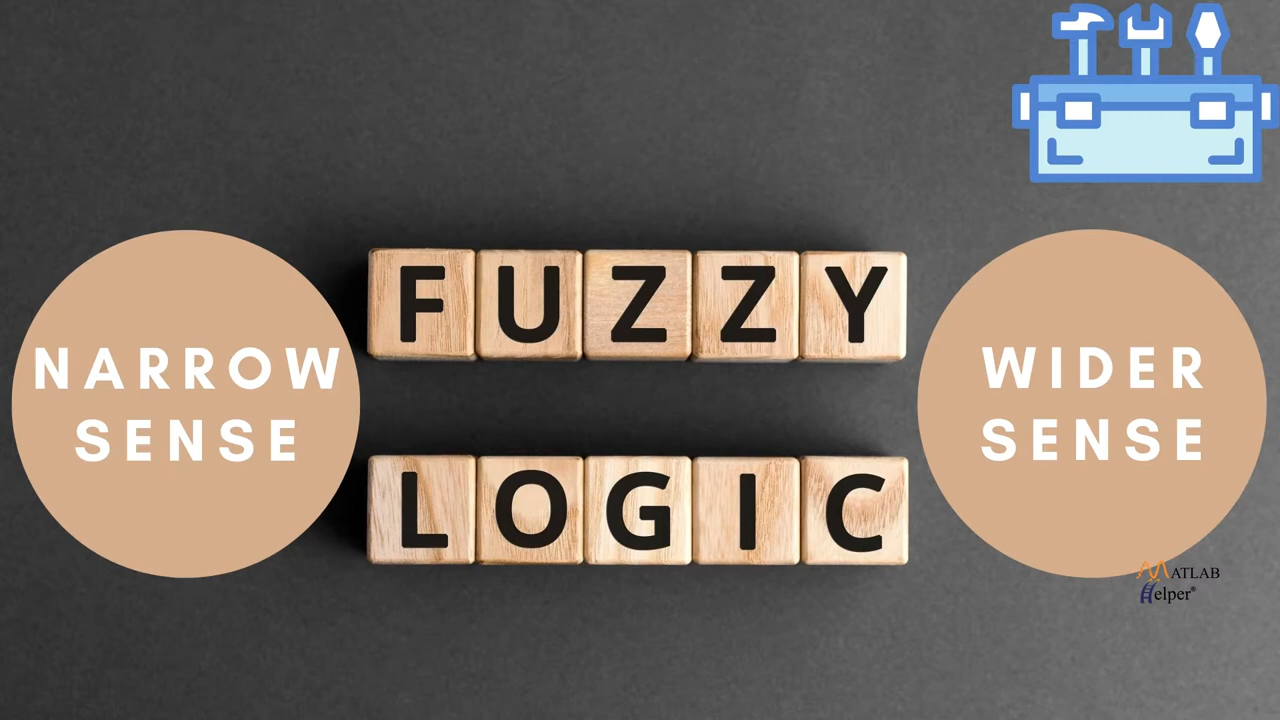 NARROW
SENSE
FUZZY
LOGIC
WIDER
SENSE
MATLAB
Helper®